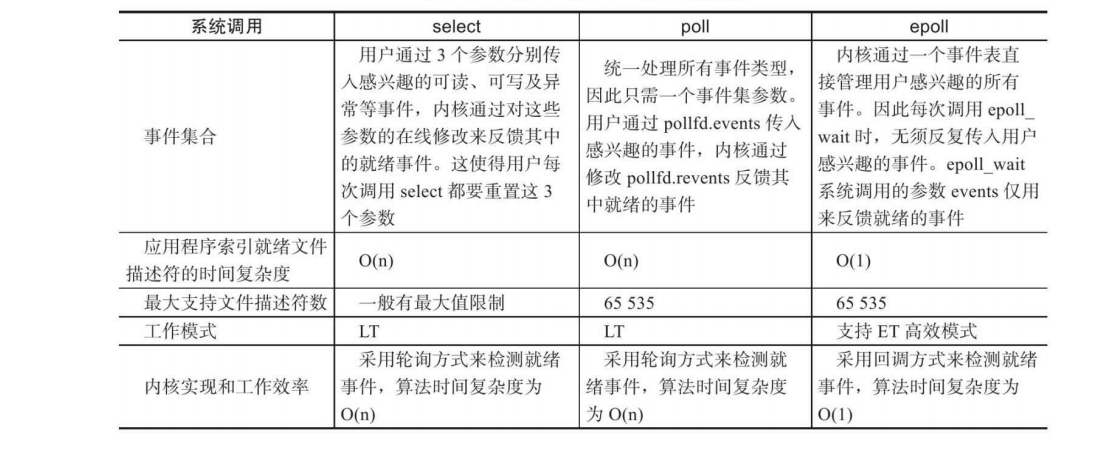 系统调用 select poll epoll
事件集合
用户通过 3 个参数分别传
入感兴趣的可读、可写及异
常等事件，内核通过对这些
参数的在线修改来反馈其中
的就绪事件。这使得用户每
次调用 select 都要重置这 3
个参数
统一处理所有事件类型，
因此只需一个事件集参数。
用户通过 pollfd.events 传入
感兴趣的事件，内核通过
修改 pollfd.revents 反馈其
中就绪的事件
内核通过一个事件表直
接管理用户感兴趣的所有
事件。因此每次调用 epoll_
wait 时，无须反复传入用户
感兴趣的事件。epoll_wait
系统调用的参数 events 仅用
来反馈就绪的事件
应用程序索引就绪文件
描述符的时间复杂度
O(n)
O(n)
O(1)
最大支持文件描述符数 一般有最大值限制 65 535 65 535
工作模式 LT LT 支持 ET 高效模式
内核实现和工作效率
采用轮询方式来检测就绪
事件，算法时间复杂度为
O(n)
采用轮询方式来检测就
绪事件，算法时间复杂度
为 O(n)
采用回调方式来检测就绪
事件，算法时间复杂度为
O(1)